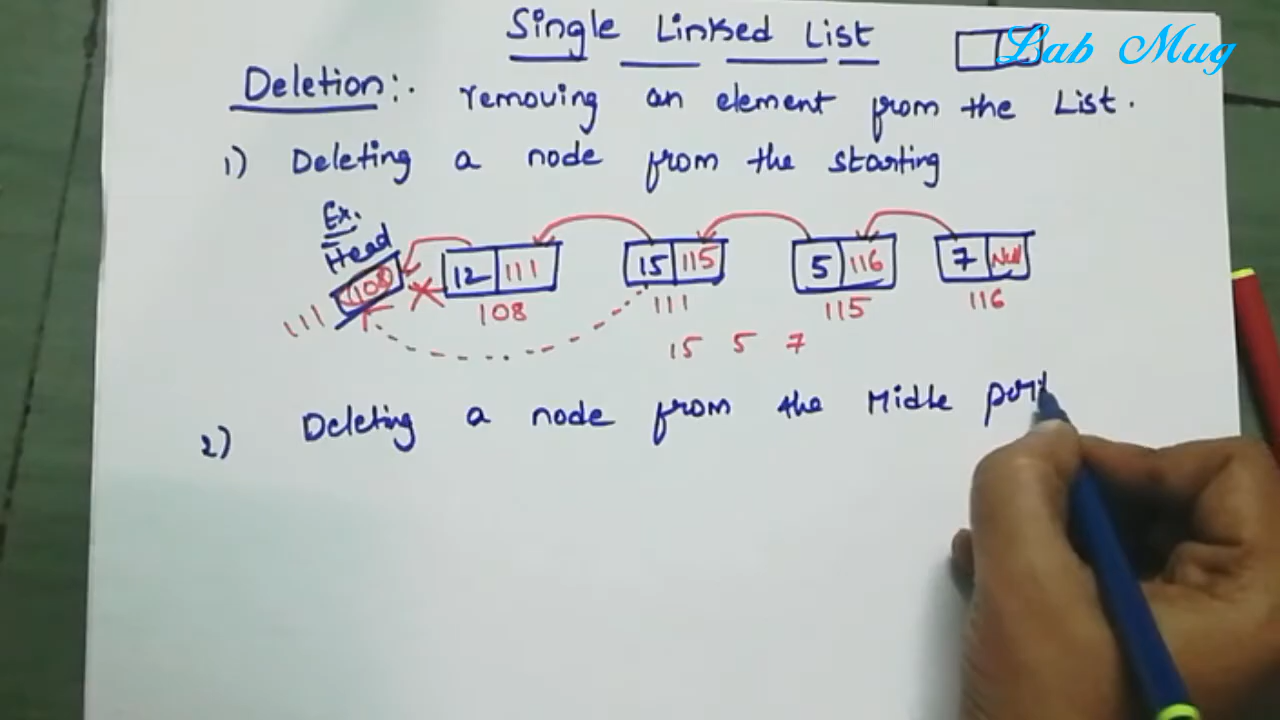 Single Linked List
Lab Mug
Deletion:- removing an element from the List.
1) Deleting a node from the starting
Ex.
Head
108
111
12 111
108
15 115
111
5 116
115
7 Null
116
15 5 7
2) Deleting a node from the Midle